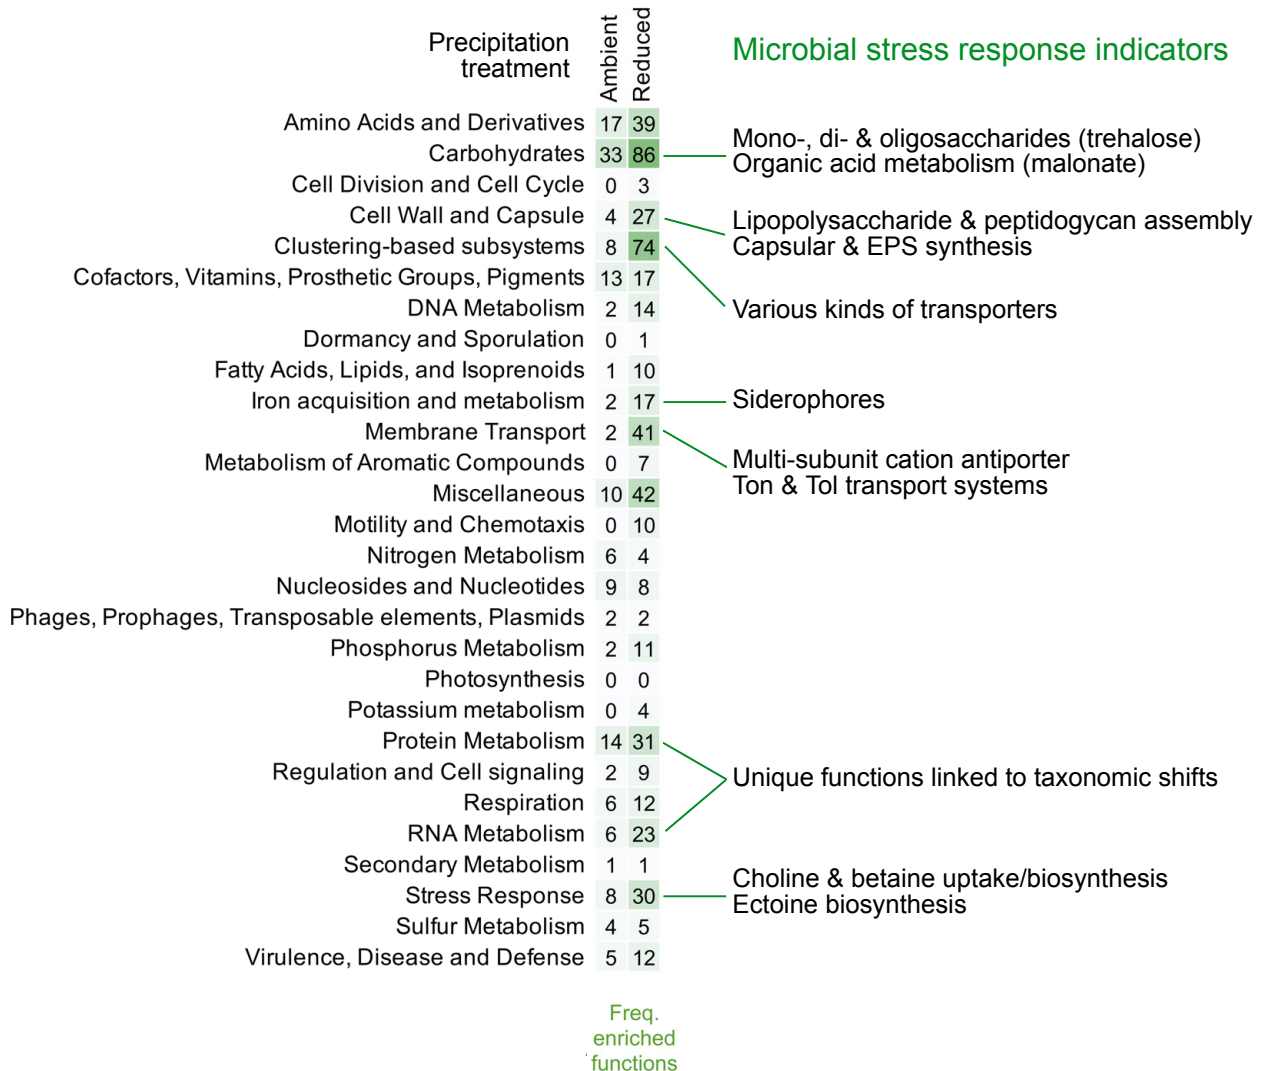 Precipitation
treatment
Ambient
Reduced
Microbial stress response indicators
Amino Acids and Derivatives 17 39
Carbohydrates 33 86
Mono-, di- & oligosaccharides (trehalose)
Organic acid metabolism (malonate)
Cell Division and Cell Cycle 0 3
Cell Wall and Capsule 4 27
Lipopolysaccharide & peptidogycan assembly
Capsular & EPS synthesis
Clustering-based subsystems 8 74
Various kinds of transporters
Cofactors, Vitamins, Prosthetic Groups, Pigments 13 17
DNA Metabolism 2 14
Dormancy and Sporulation 0 1
Fatty Acids, Lipids, and Isoprenoids 1 10
Iron acquisition and metabolism 2 17
Siderophores
Membrane Transport 2 41
Multi-subunit cation antiporter
Ton & Tol transport systems
Metabolism of Aromatic Compounds 0 7
Miscellaneous 10 42
Motility and Chemotaxis 0 10
Nitrogen Metabolism 6 4
Nucleosides and Nucleotides 9 8
Phages, Prophages, Transposable elements, Plasmids 2 2
Phosphorus Metabolism 2 11
Photosynthesis 0 0
Potassium metabolism 0 4
Protein Metabolism 14 31
Unique functions linked to taxonomic shifts
Regulation and Cell signaling 2 9
Respiration 6 12
RNA Metabolism 6 23
Secondary Metabolism 1 1
Stress Response 8 30
Choline & betaine uptake/biosynthesis
Ectoine biosynthesis
Sulfur Metabolism 4 5
Virulence, Disease and Defense 5 12
Freq.
enriched
functions